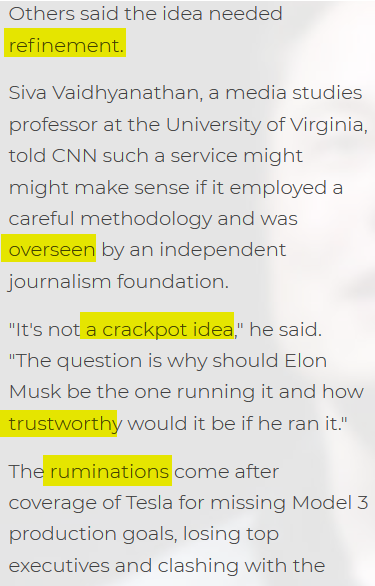 Others said the idea needed
refinement.
Siva Vaidhyanathan, a media studies
professor at the University of Virginia,
told CNN such a service might
might make sense if it employed a
careful methodology and was
overseen by an independent
journalism foundation.
"It's not a crackpot idea," he said.
"The question is why should Elon
Musk be the one running it and how
trustworthy would it be if he ran it."
The ruminations come after
coverage of Tesla for missing Model 3
production goals, losing top
executives and clashing with the